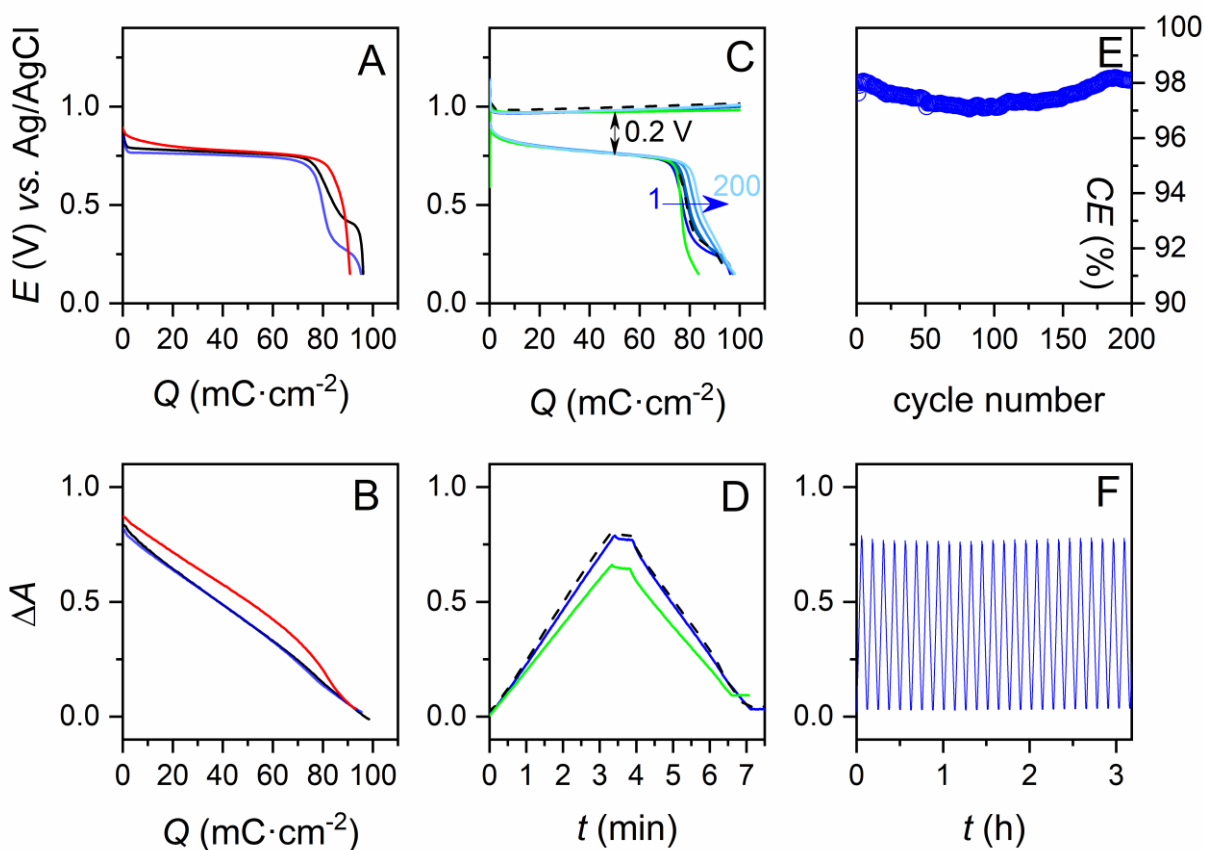 A
C
E
E (V) vs. Ag/AgCl
1.0
0.5
0.0
0 20 40 60 80 100
Q (mC·cm⁻²)
1.0
0.5
0.0
0.2 V
1
200
0 20 40 60 80 100
Q (mC·cm⁻²)
100
98
96
94
92
90
CE (%)
0 50 100 150 200
cycle number
B
D
F
ΔA
1.0
0.5
0.0
0 20 40 60 80 100
Q (mC·cm⁻²)
1.0
0.5
0.0
0 1 2 3 4 5 6 7
t (min)
1.0
0.5
0.0
0 1 2 3
t (h)